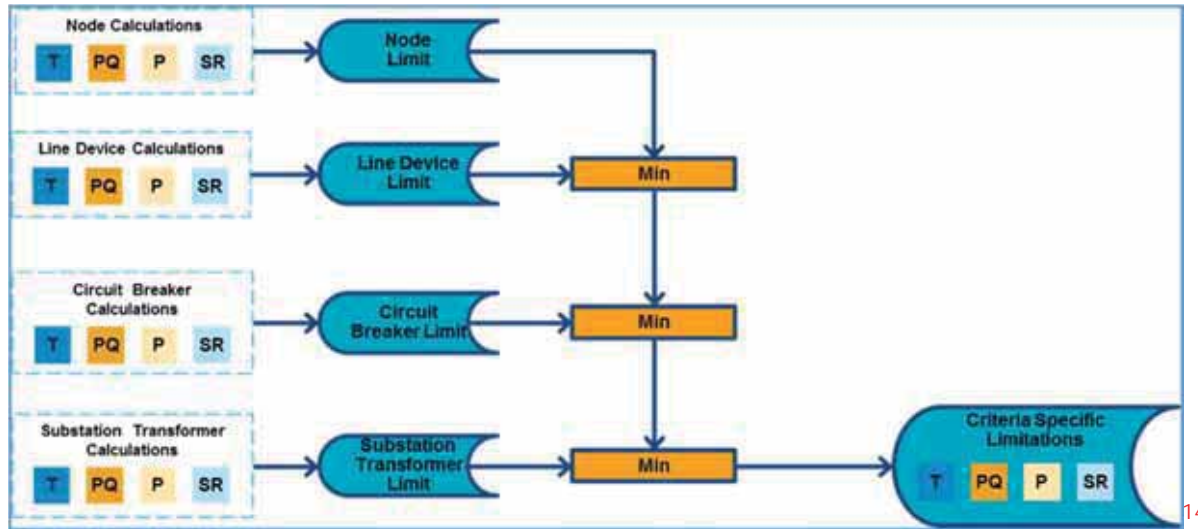 Node Calculations
T PQ P SR
Node
Limit
Line Device Calculations
T PQ P SR
Line Device
Limit
Min
Circuit Breaker
Calculations
T PQ P SR
Circuit
Breaker Limit
Min
Substation Transformer
Calculations
T PQ P SR
Substation
Transformer
Limit
Min
Criteria Specific
Limitations
T PQ P SR